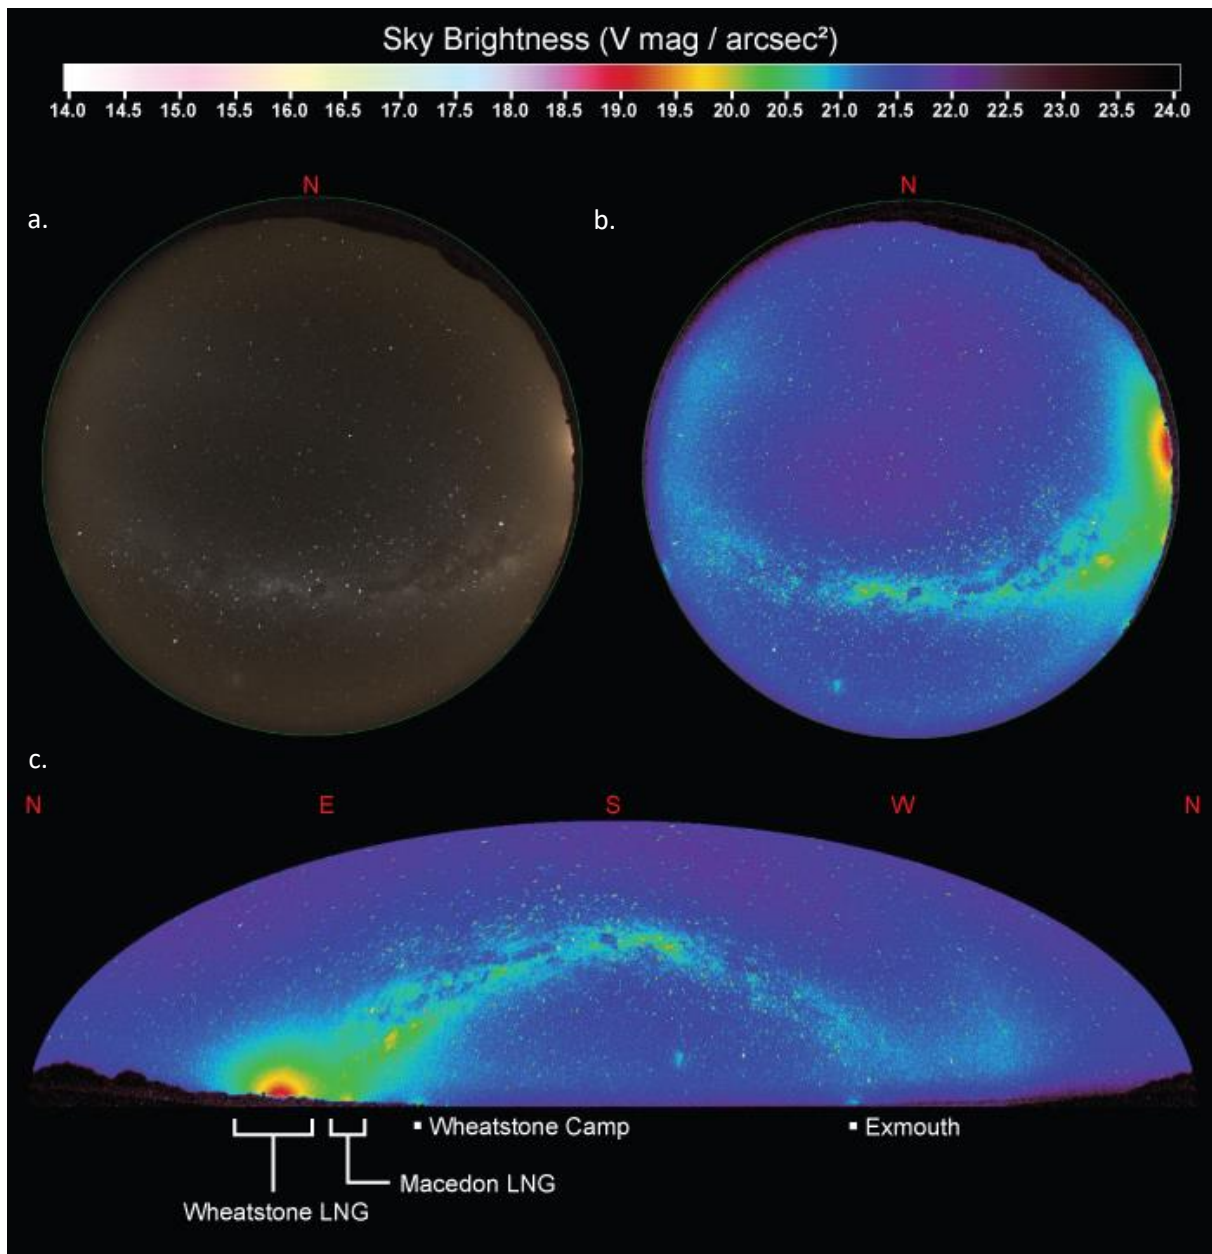 Sky Brightness (V mag / arcsec²)
14.0 14.5 15.0 15.5 16.0 16.5 17.0 17.5 18.0 18.5 19.0 19.5 20.0 20.5 21.0 21.5 22.0 22.5 23.0 23.5 24.0
N N
a. b.
c.
N E S W N
Wheatstone Camp Exmouth
Macedon LNG
Wheatstone LNG